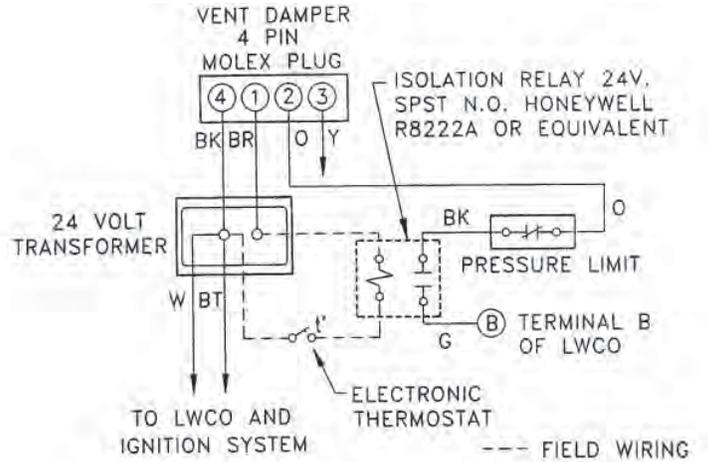 VENT DAMPER
4 PIN
MOLEX PLUG
4 1 2 3
ISOLATION RELAY 24V.
SPST N.O. HONEYWELL
R8222A OR EQUIVALENT
BK BR O Y
24 VOLT
TRANSFORMER
BK
O
PRESSURE LIMIT
W BT
t°
G
B TERMINAL B
OF LWCO
ELECTRONIC
THERMOSTAT
TO LWCO AND
IGNITION SYSTEM
--- FIELD WIRING